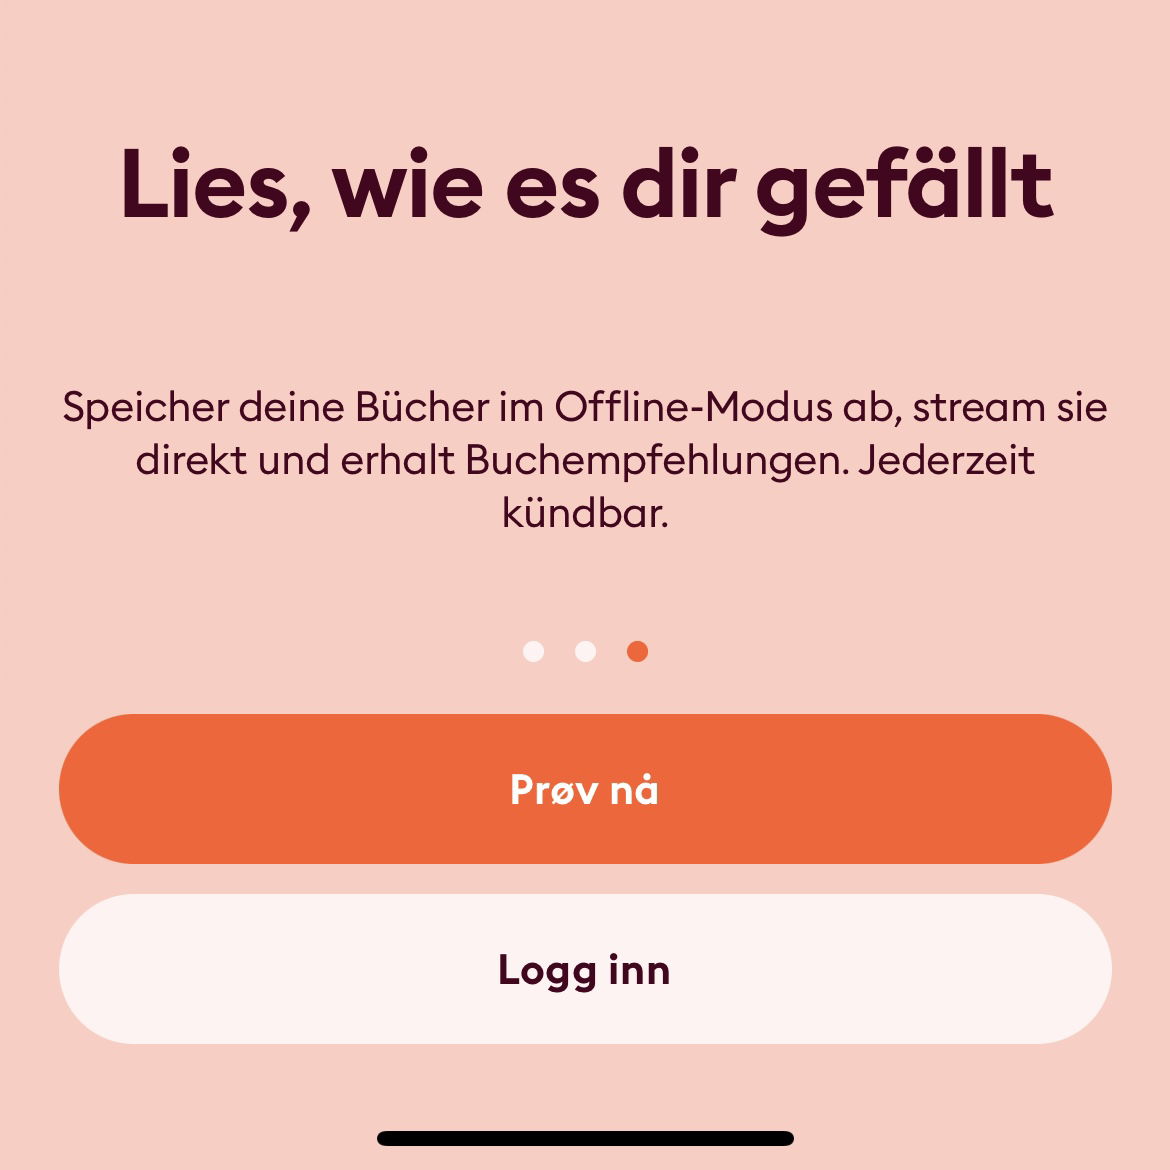 Lies, wie es dir gefällt
Speicher deine Bücher im Offline-Modus ab, stream sie
direkt und erhalt Buchempfehlungen. Jederzeit
kündbar.
Prøv nå
Logg inn